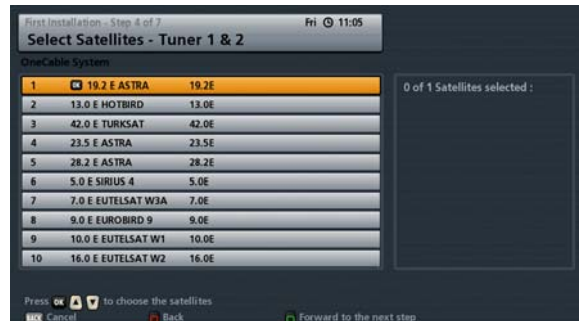 First Installation - Step 4 of 7 Fri 11:05
Select Satellites - Tuner 1 & 2
OneCable System
1 OK 19.2 E ASTRA 19.2E
2 13.0 E HOTBIRD 13.0E
3 42.0 E TURKSAT 42.0E
4 23.5 E ASTRA 23.5E
5 28.2 E ASTRA 28.2E
6 5.0 E SIRIUS 4 5.0E
7 7.0 E EUTELSAT W3A 7.0E
8 9.0 E EUROBIRD 9 9.0E
9 10.0 E EUTELSAT W1 10.0E
10 16.0 E EUTELSAT W2 16.0E
0 of 1 Satellites selected :
Press OK to choose the satellites
BACK Cancel Back Forward to the next step